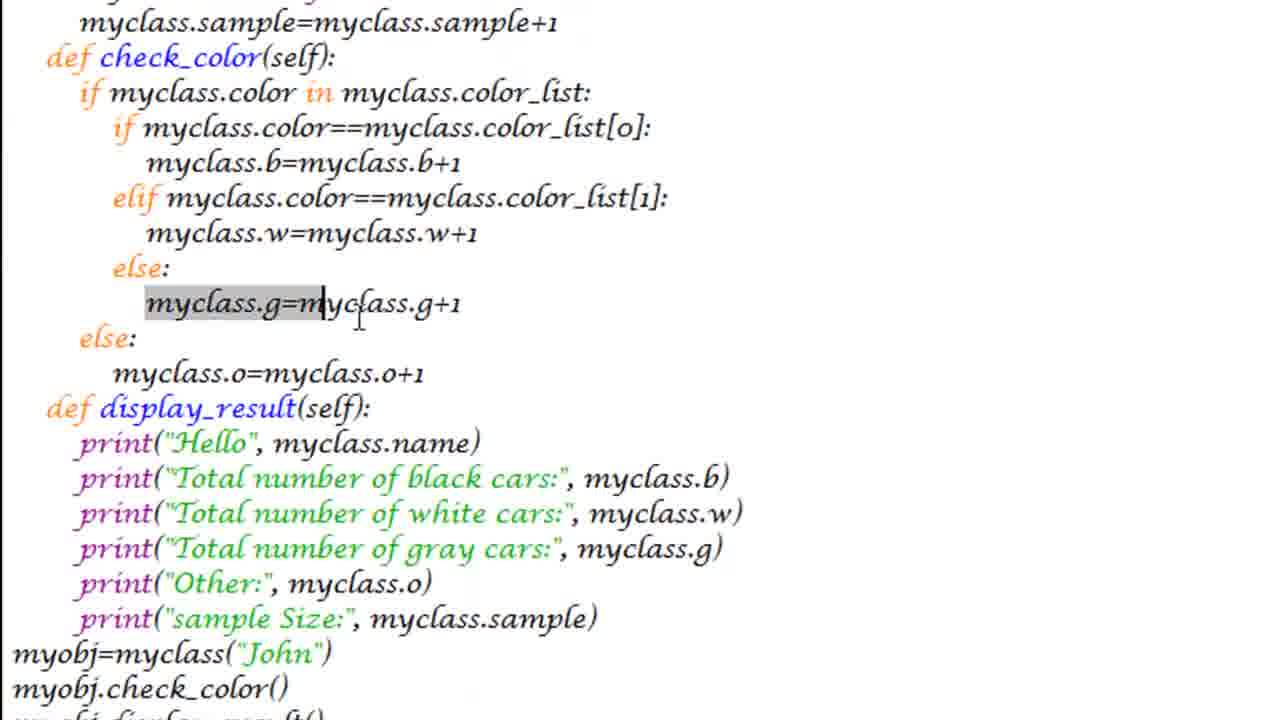 myclass.sample=myclass.sample+1
def check_color(self):
if myclass.color in myclass.color_list:
if myclass.color==myclass.color_list[0]:
myclass.b=myclass.b+1
elif myclass.color==myclass.color_list[1]:
myclass.w=myclass.w+1
else:
myclass.g=myclass.g+1
else:
myclass.o=myclass.o+1
def display_result(self):
print("Hello", myclass.name)
print("Total number of black cars:", myclass.b)
print("Total number of white cars:", myclass.w)
print("Total number of gray cars:", myclass.g)
print("Other:", myclass.o)
print("sample Size:", myclass.sample)
myobj=myclass("John")
myobj.check_color()
myobj.display_result()